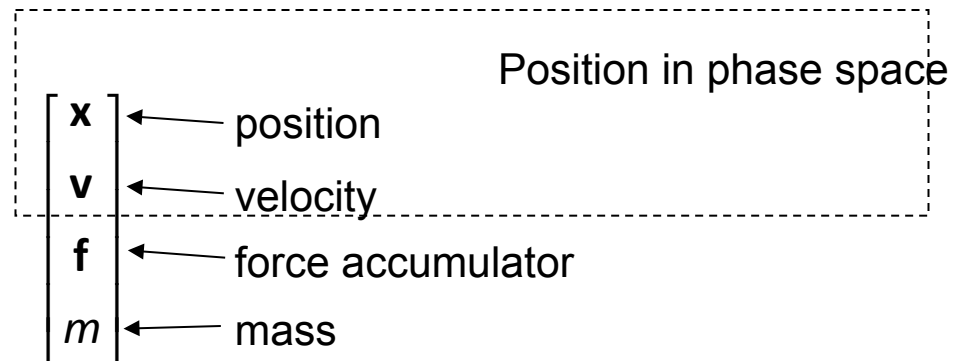 Position in phase space
x position
v velocity
f force accumulator
m mass